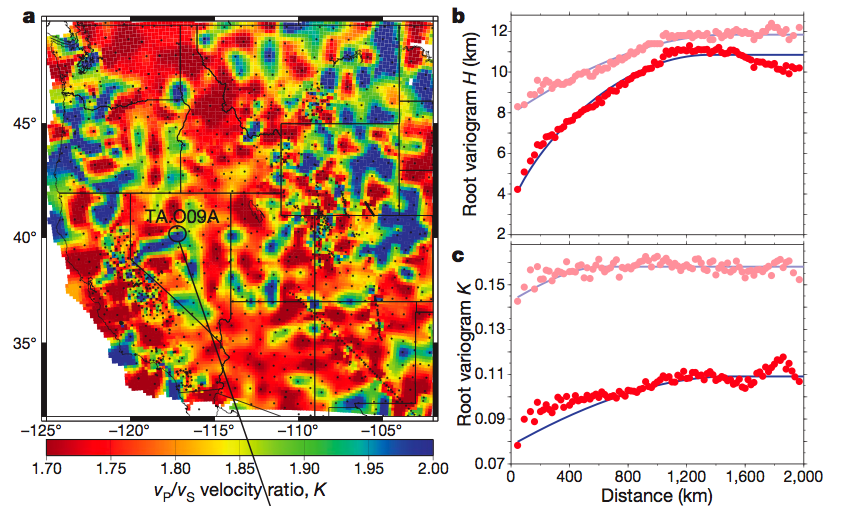 a
TA.O09A
45°
40°
35°
−125° −120° −115° −110° −105°
1.70 1.75 1.80 1.85 1.90 1.95 2.00
vP/vS velocity ratio, K
b
Root variogram H (km)
12
10
8
6
4
2
c
Root variogram K
0.15
0.13
0.11
0.09
0.07
0 400 800 1,200 1,600 2,000
Distance (km)